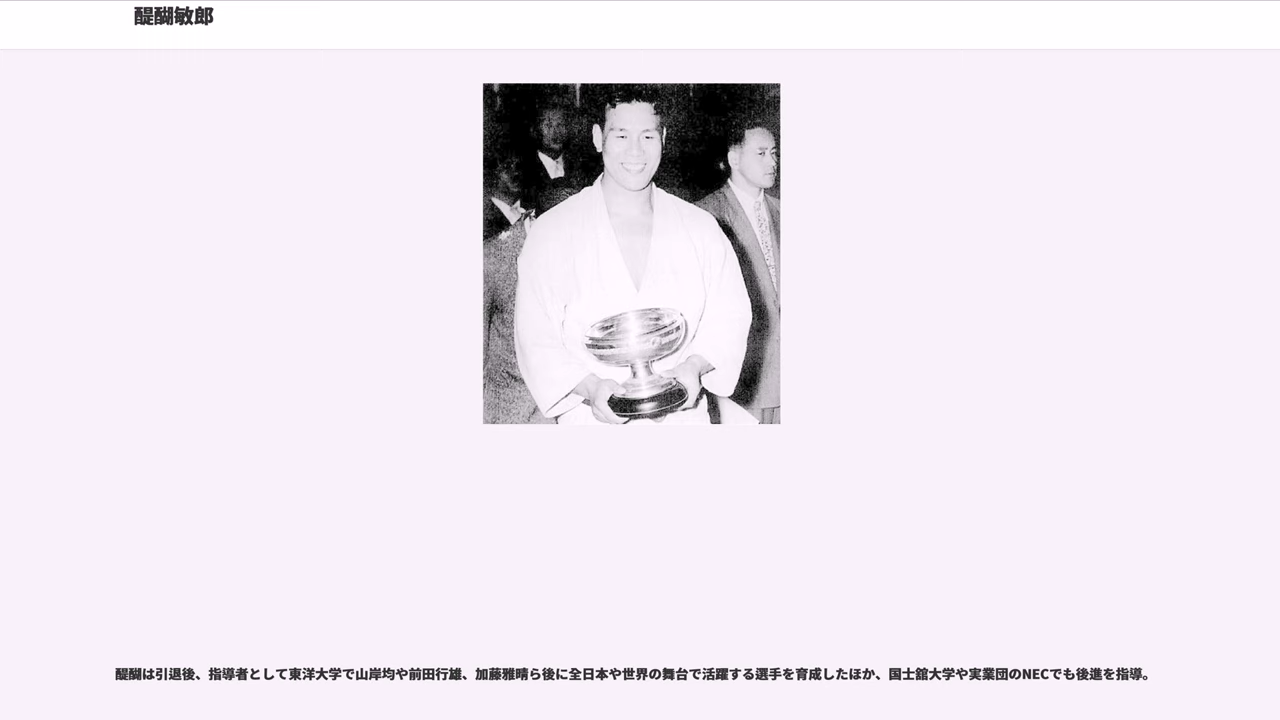 醍醐敏郎
醍醐は引退後、指導者として東洋大学で山岸均や前田行雄、加藤雅晴ら後に全日本や世界の舞台で活躍する選手を育成したほか、国士舘大学や実業団のNECでも後進を指導。